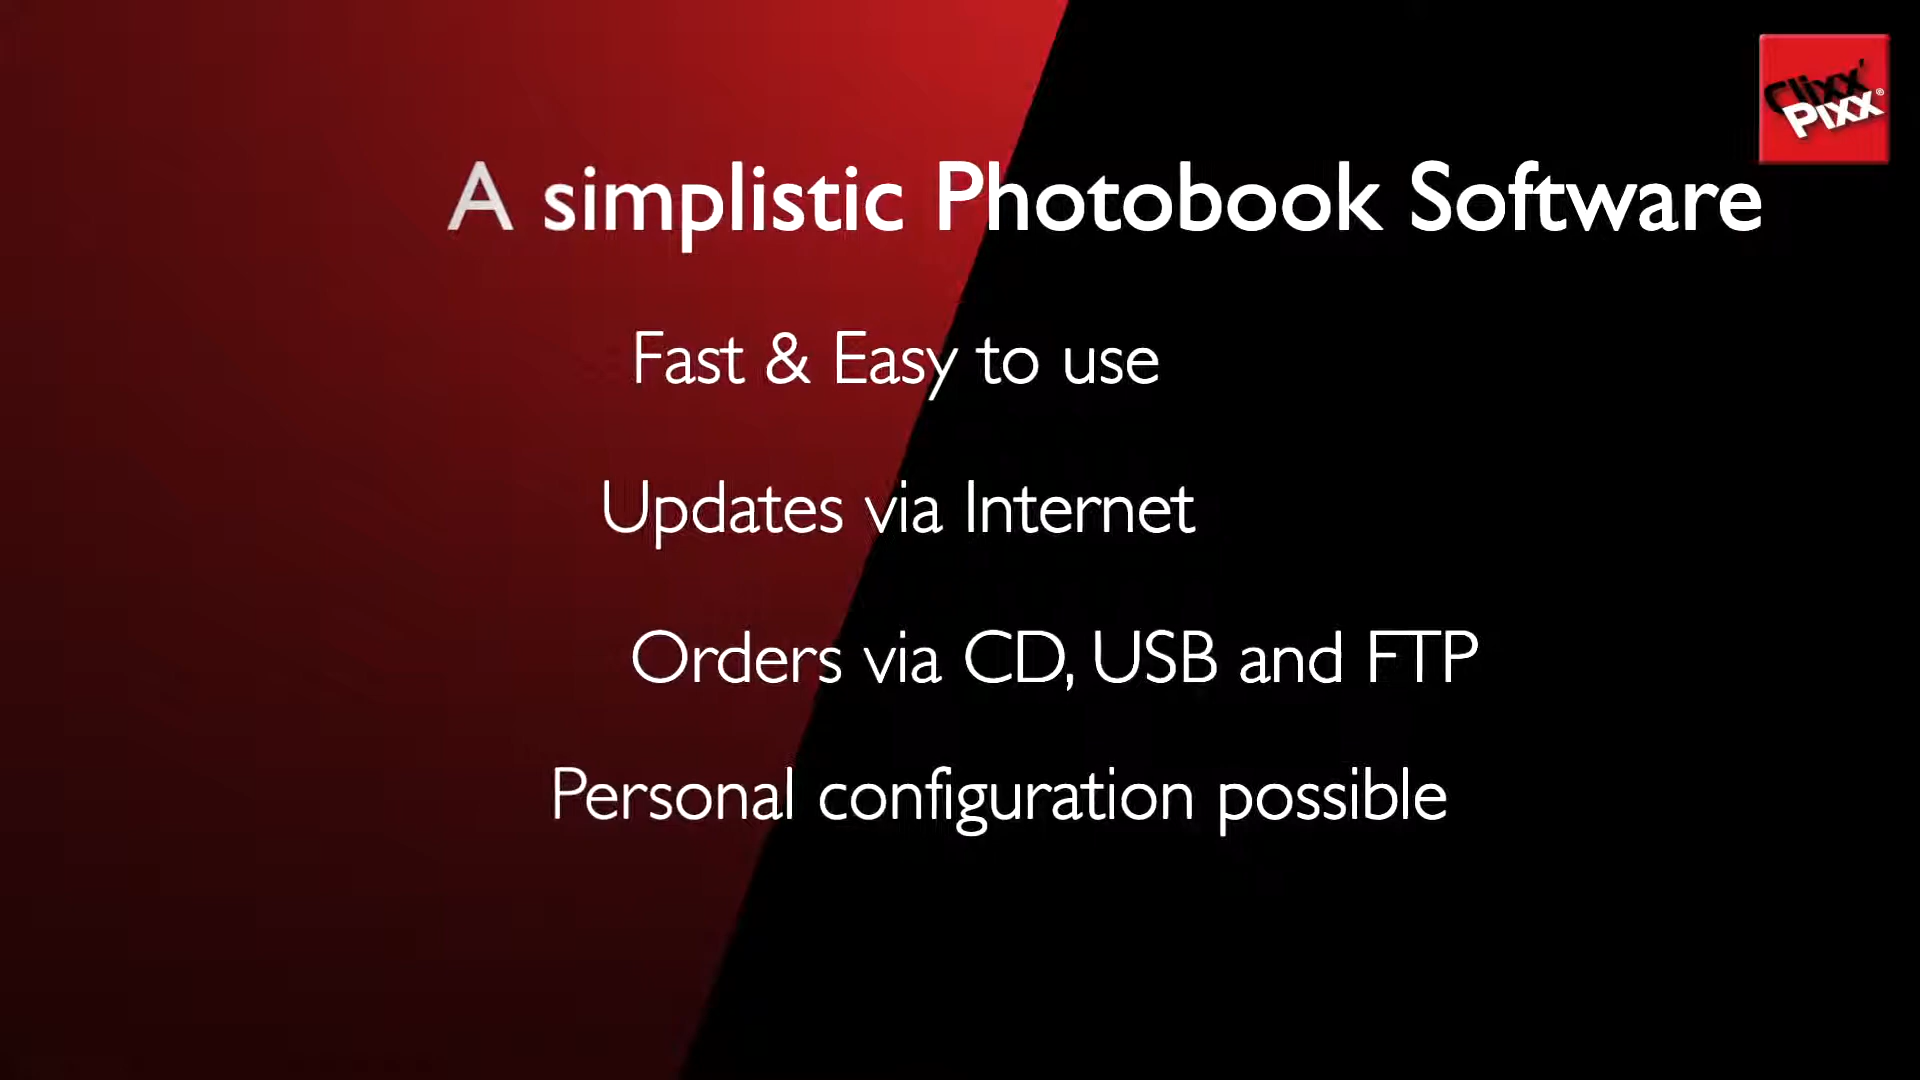 Clixx'
Pixx®
A simplistic Photobook Software
Fast & Easy to use
Updates via Internet
Orders via CD, USB and FTP
Personal configuration possible